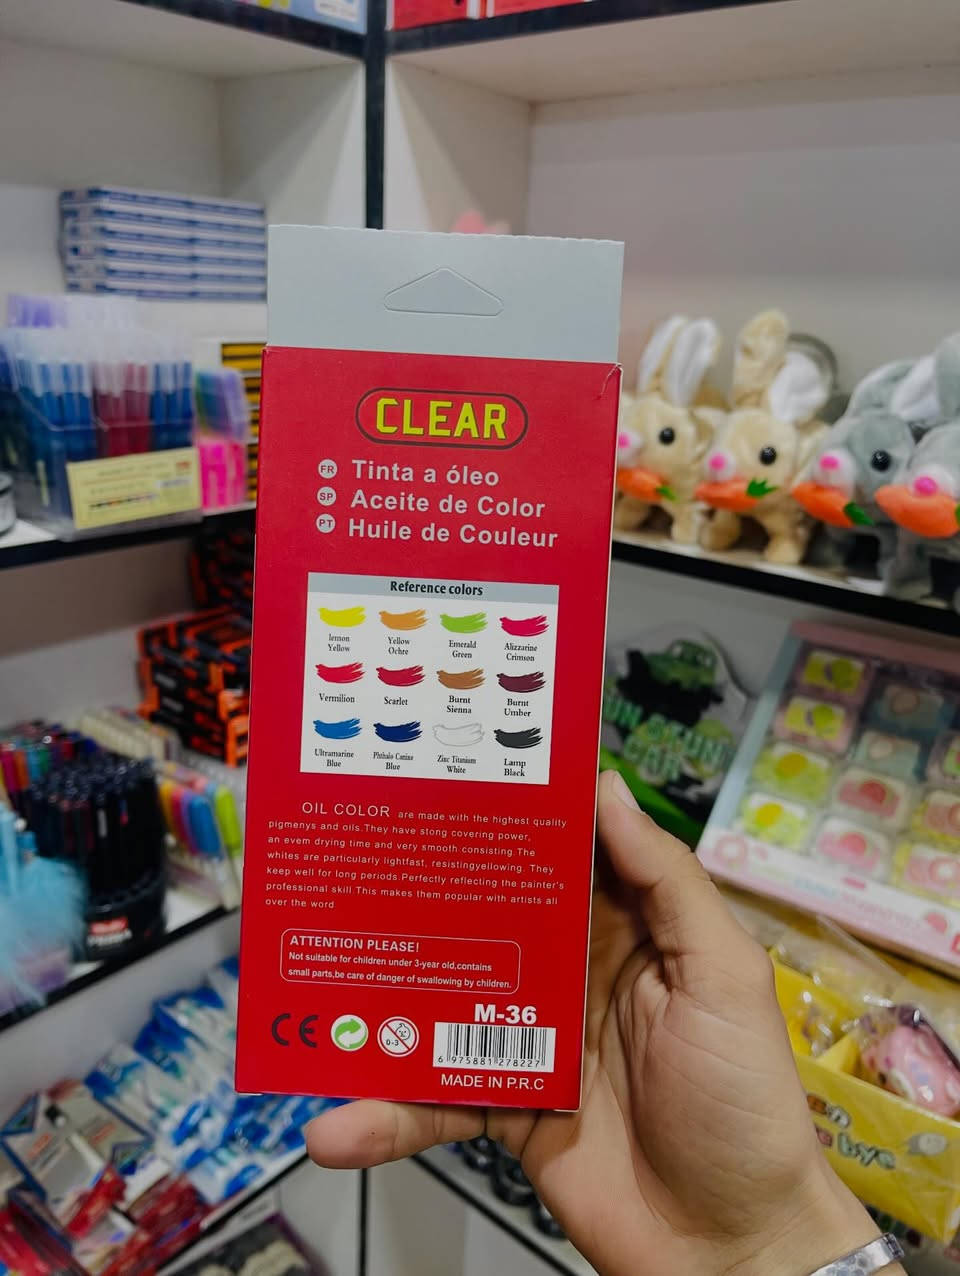 CLEAR
FR Tinta a óleo
SP Aceite de Color
PT Huile de Couleur
Reference colors
lemon Yellow
Yellow Ochre
Emerald Green
Alizzarine Crimson
Vermilion
Scarlet
Burnt Sienna
Burnt Umber
Ultramarine Blue
Phthalo Canine Blue
Zinc Titanium White
Lamp Black
OIL COLOR are made with the highest quality
pigmenys and oils.They have stong covering power,
an evem drying time and very smooth consisting.The
whites are particularly lightfast, resistingyellowing. They
keep well for long periods.Perfectly reflecting the painter's
professional skill This makes them popular with artists all
over the word
ATTENTION PLEASE!
Not suitable for children under 3-year old,contains
small parts,be care of danger of swallowing by children.
M-36
CE
0-3
6 975881 278227
MADE IN P.R.C
bye